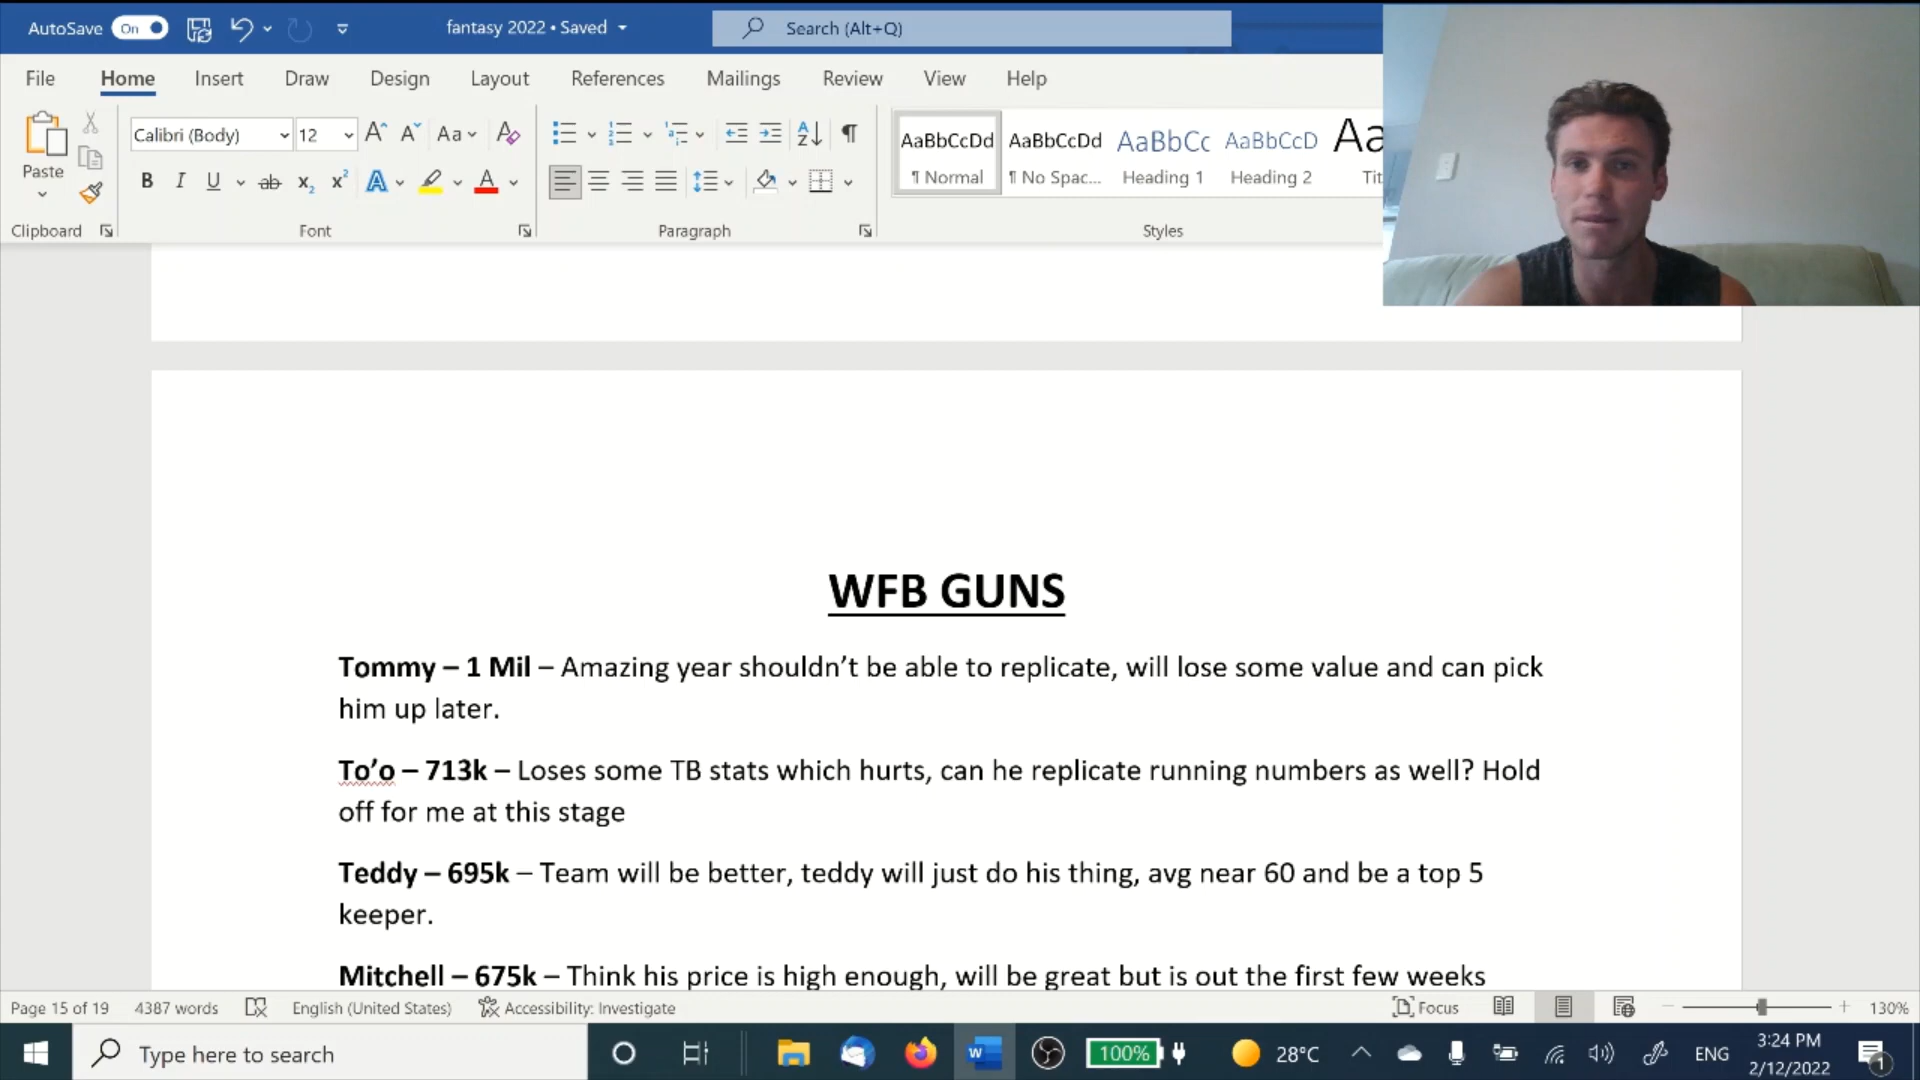 AutoSave On fantasy 2022 • Saved Search (Alt+Q)
File Home Insert Draw Design Layout References Mailings Review View Help
Paste
Calibri (Body) 12 Aa
B I U ab x₂ x² A A
AaBbCcDd AaBbCcDd AaBbCc AaBbCcD Aa
¶ Normal ¶ No Spac... Heading 1 Heading 2 Tit
Clipboard Font Paragraph Styles
WFB GUNS
Tommy – 1 Mil – Amazing year shouldn’t be able to replicate, will lose some value and can pick
him up later.
To’o – 713k – Loses some TB stats which hurts, can he replicate running numbers as well? Hold
off for me at this stage
Teddy – 695k – Team will be better, teddy will just do his thing, avg near 60 and be a top 5
keeper.
Mitchell – 675k – Think his price is high enough, will be great but is out the first few weeks
Page 15 of 19 4387 words English (United States) Accessibility: Investigate Focus 130%
Type here to search 100% 28°C ENG 3:24 PM
2/12/2022 1